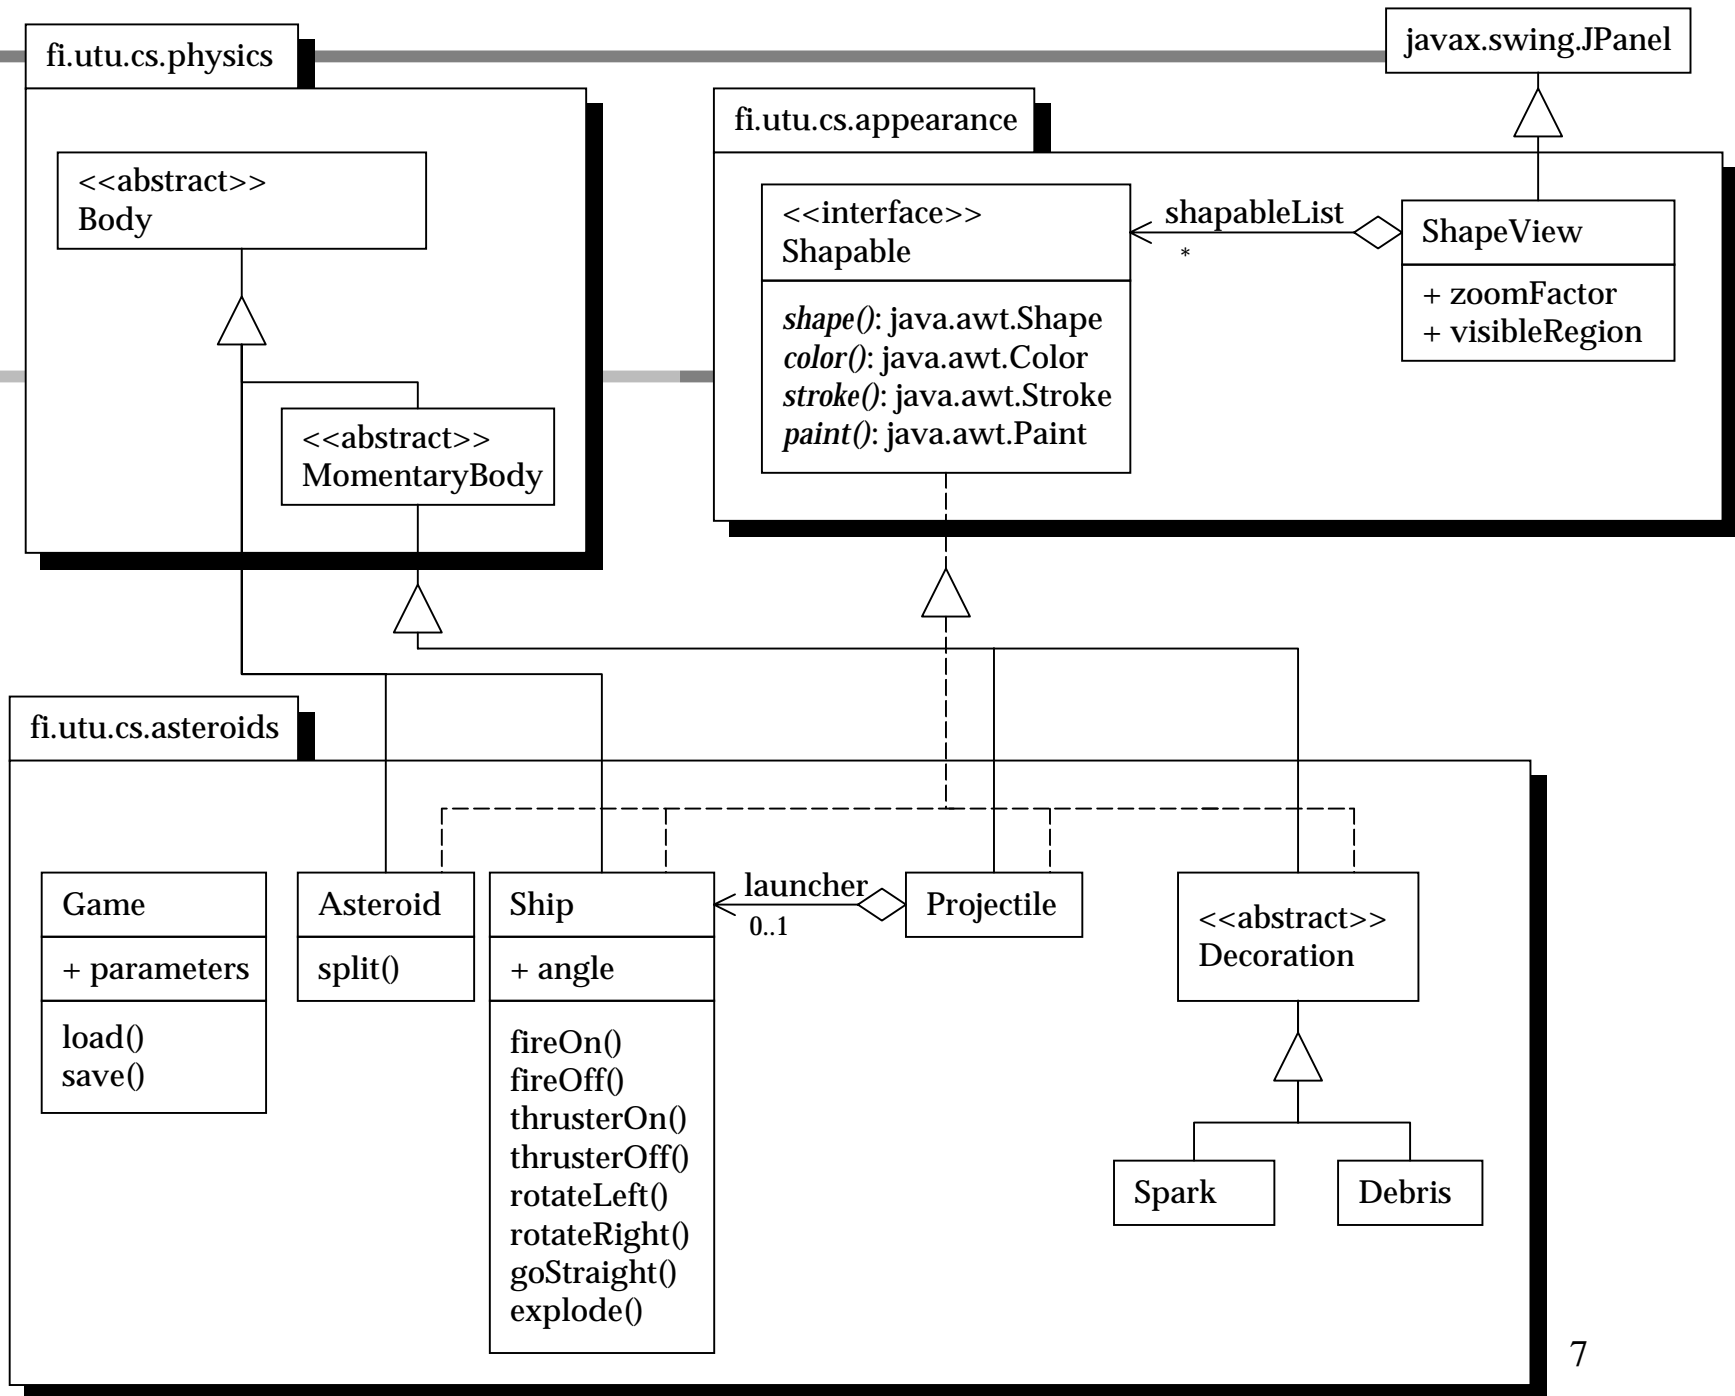 fi.utu.cs.physics
javax.swing.JPanel
fi.utu.cs.appearance
<<abstract>>
Body
<<interface>>
Shapable
shape(): java.awt.Shape
color(): java.awt.Color
stroke(): java.awt.Stroke
paint(): java.awt.Paint
shapableList
*
ShapeView
+ zoomFactor
+ visibleRegion
<<abstract>>
MomentaryBody
fi.utu.cs.asteroids
Game
+ parameters
load()
save()
Asteroid
split()
Ship
+ angle
fireOn()
fireOff()
thrusterOn()
thrusterOff()
rotateLeft()
rotateRight()
goStraight()
explode()
launcher
0..1
Projectile
<<abstract>>
Decoration
Spark
Debris
7